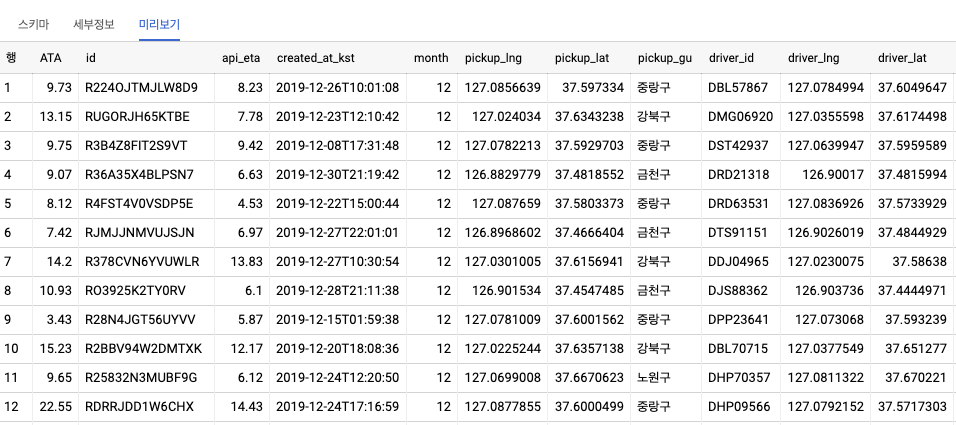 스키마 세부정보 미리보기
행 ATA id api_eta created_at_kst month pickup_lng pickup_lat pickup_gu driver_id driver_lng driver_lat
1 9.73 R224OJTMJLW8D9 8.23 2019-12-26T10:01:08 12 127.0856639 37.597334 중랑구 DBL57867 127.0784994 37.6049647
2 13.15 RUGORJH65KTBE 7.78 2019-12-23T12:10:42 12 127.024034 37.6343238 강북구 DMG06920 127.0355598 37.6174498
3 9.75 R3B4Z8FIT2S9VT 9.42 2019-12-08T17:31:48 12 127.0782213 37.5929703 중랑구 DST42937 127.0639947 37.5959589
4 9.07 R36A35X4BLPSN7 6.63 2019-12-30T21:19:42 12 126.8829779 37.4818552 금천구 DRD21318 126.90017 37.4815994
5 8.12 R4FST4V0VSDP5E 4.53 2019-12-22T15:00:44 12 127.087659 37.5803373 중랑구 DRD63531 127.0836926 37.5733929
6 7.42 RJMJJNMVUJSJN 6.97 2019-12-27T22:01:01 12 126.8968602 37.4666404 금천구 DTS91151 126.9026019 37.4844929
7 14.2 R378CVN6YVUWLR 13.83 2019-12-27T10:30:54 12 127.0301005 37.6156941 강북구 DDJ04965 127.0230075 37.58638
8 10.93 RO3925K2TY0RV 6.1 2019-12-28T21:11:38 12 126.901534 37.4547485 금천구 DJS88362 126.903736 37.4444971
9 3.43 R28N4JGT56UYVV 5.87 2019-12-15T01:59:38 12 127.0781009 37.6001562 중랑구 DPP23641 127.073068 37.593239
10 15.23 R2BBV94W2DMTXK 12.17 2019-12-20T18:08:36 12 127.0225244 37.6357138 강북구 DBL70715 127.0377549 37.651277
11 9.65 R25832N3MUBF9G 6.12 2019-12-24T12:20:50 12 127.0699008 37.6670623 노원구 DHP70357 127.0811322 37.670221
12 22.55 RDRRJDD1W6CHX 14.43 2019-12-24T17:16:59 12 127.0877855 37.6000499 중랑구 DHP09566 127.0792152 37.5717303